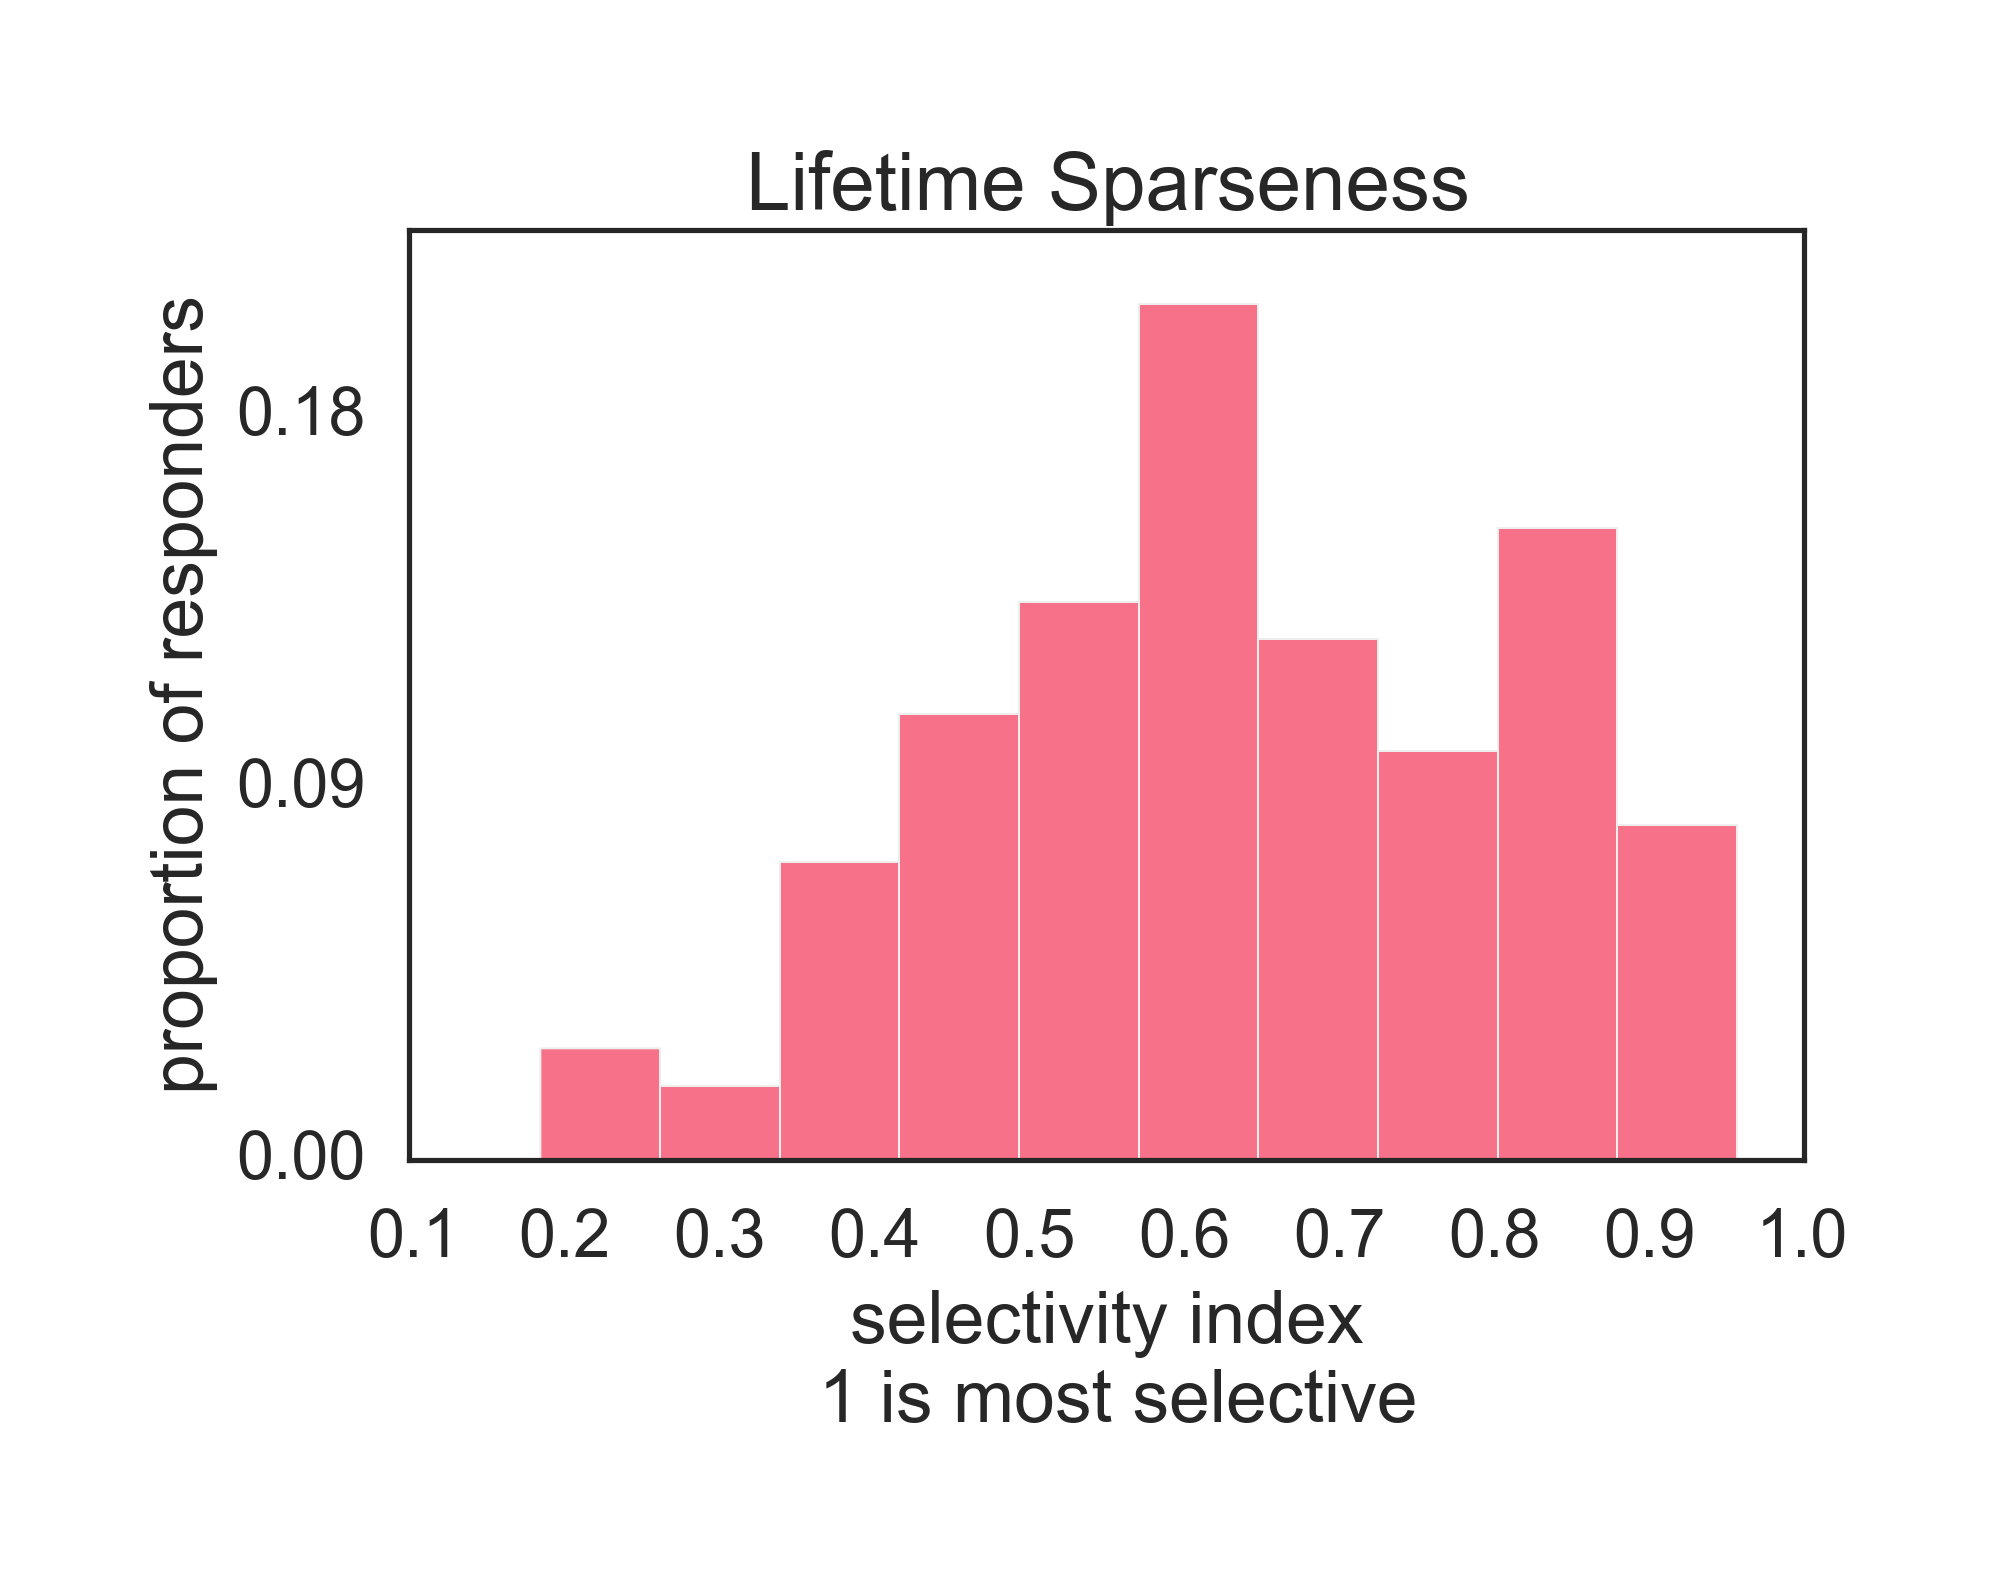 Lifetime Sparseness
proportion of responders
0.18
0.09
0.00
0.1 0.2 0.3 0.4 0.5 0.6 0.7 0.8 0.9 1.0
selectivity index
1 is most selective